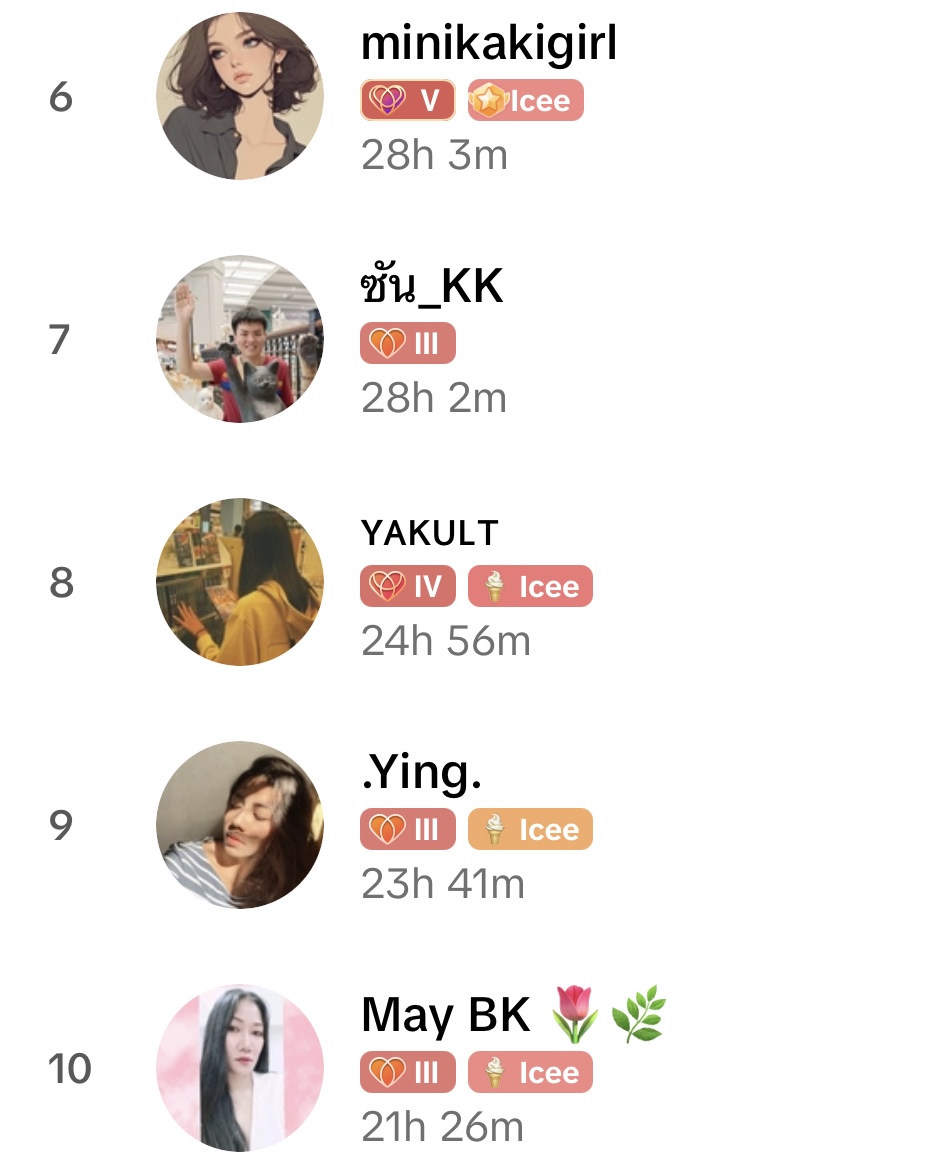 6
minikakigirl
V Icee
28h 3m
7
ซัน_KK
III
28h 2m
8
YAKULT
IV Icee
24h 56m
9
.Ying.
III Icee
23h 41m
10
May BK 🌷🌿
III Icee
21h 26m